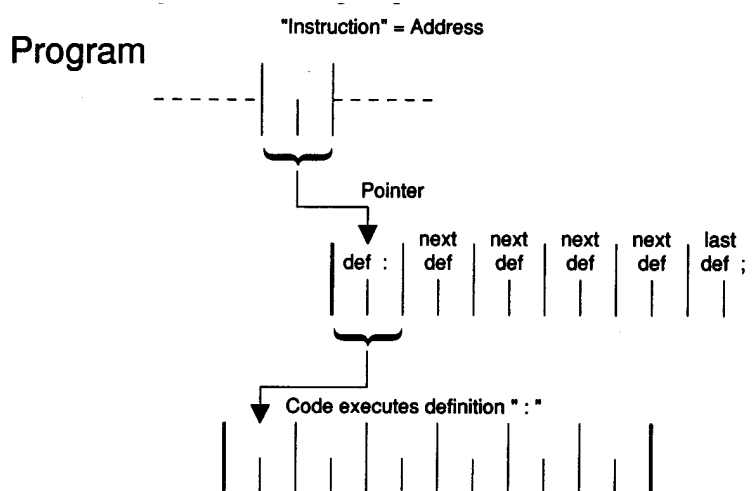 "Instruction" = Address
Program
Pointer
next next next next last
def : def def def def def ;
Code executes definition " : "